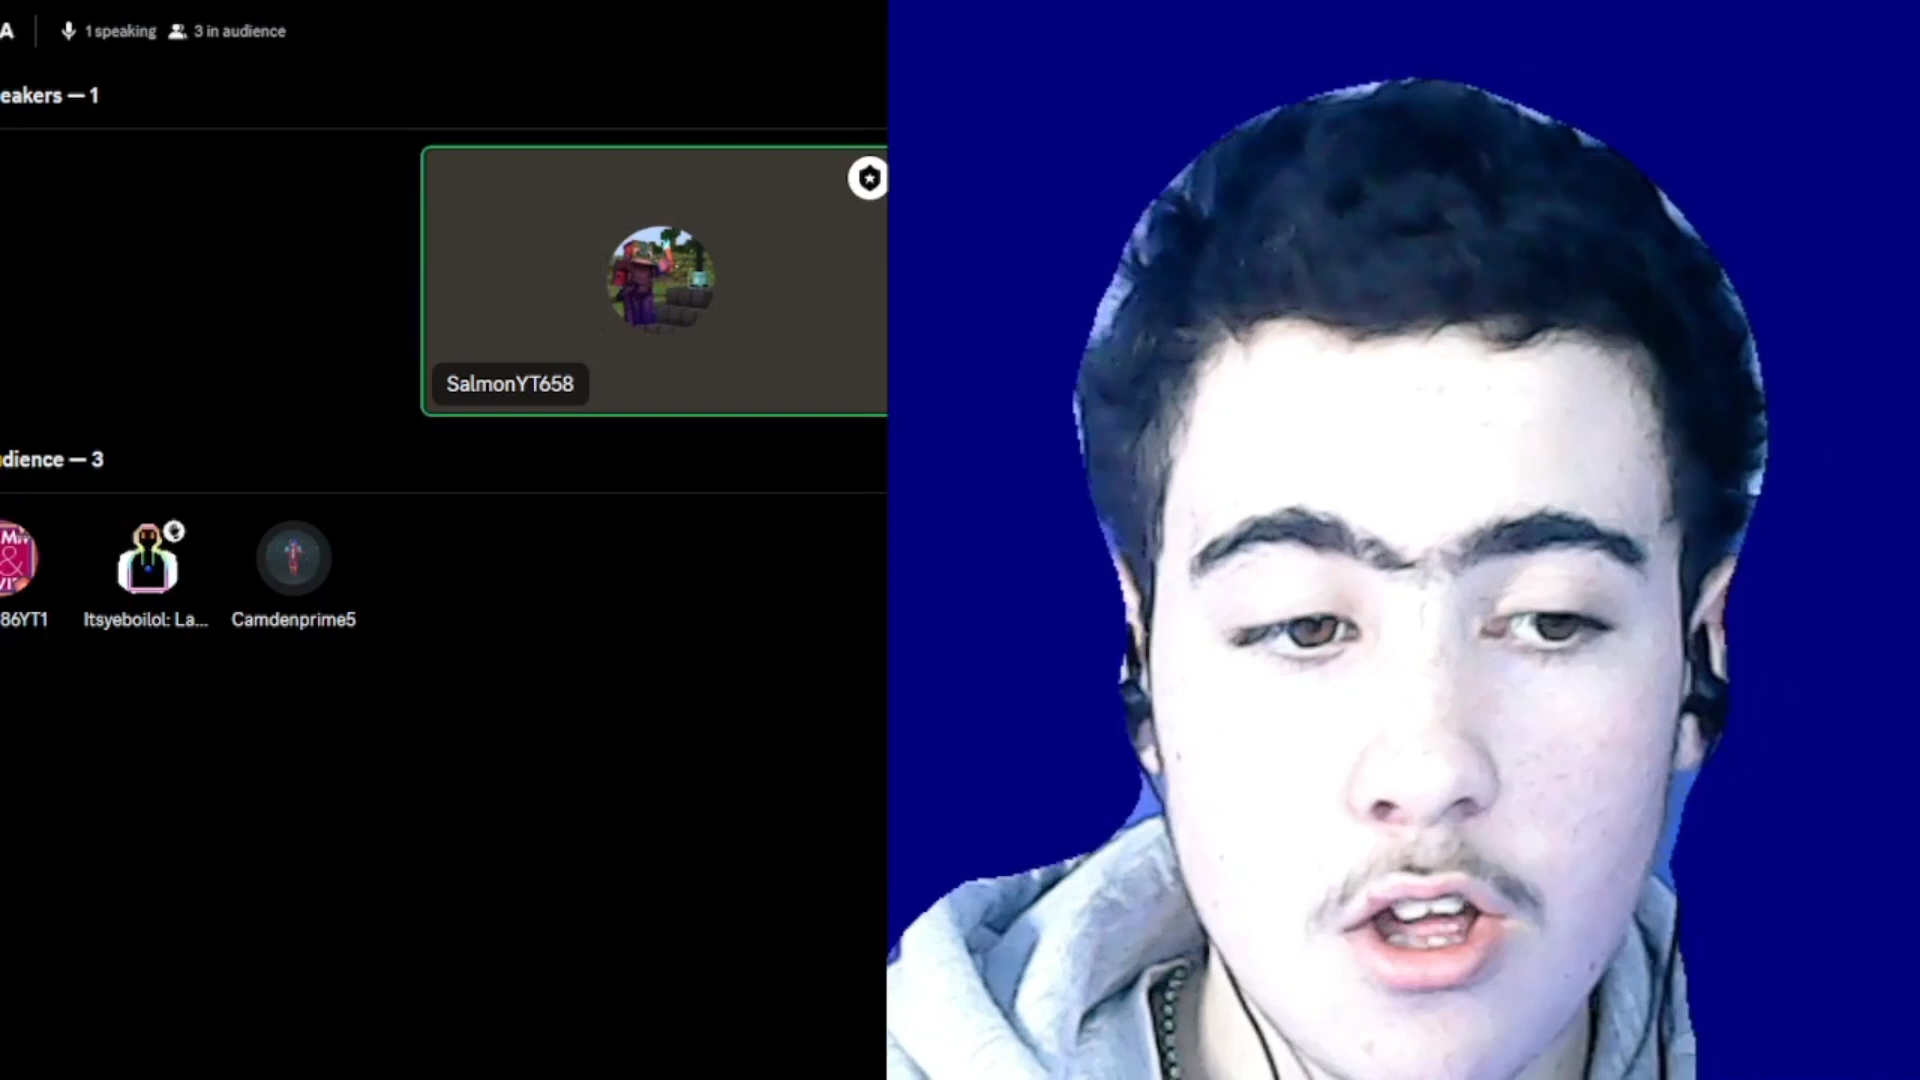 A 1 speaking 3 in audience
eakers — 1
SalmonYT658
dience — 3
86YT1 Itsyeboilol: La... Camdenprime5